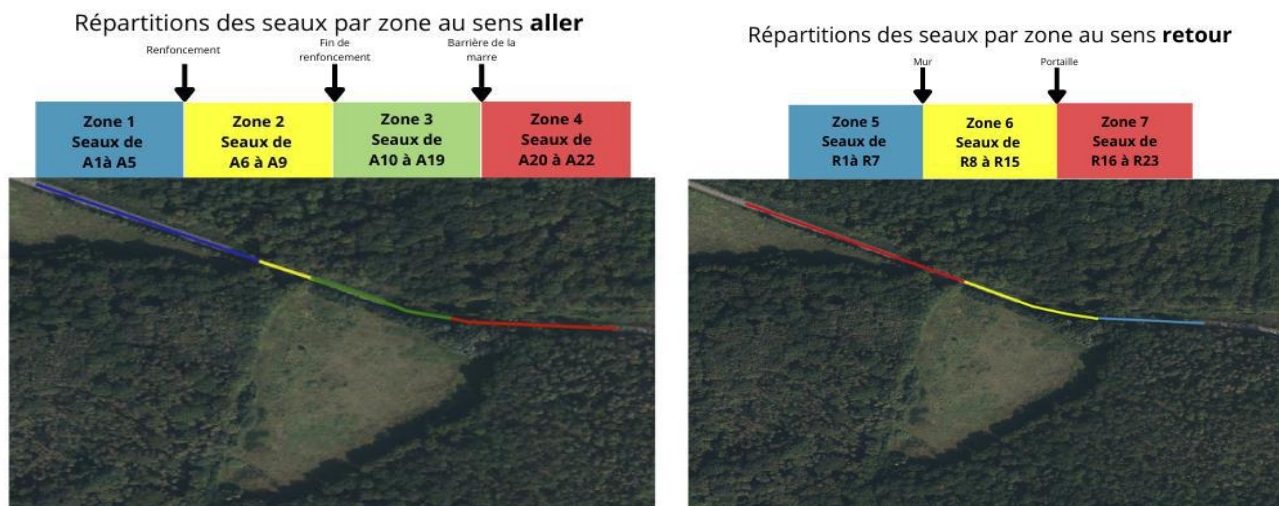 Répartitions des seaux par zone au sens aller
Renfoncement
Fin de
renfoncement
Barrière de la
marre
Zone 1
Seaux de
A1à A5
Zone 2
Seaux de
A6 à A9
Zone 3
Seaux de
A10 à A19
Zone 4
Seaux de
A20 à A22
Répartitions des seaux par zone au sens retour
Mur
Portaille
Zone 5
Seaux de
R1à R7
Zone 6
Seaux de
R8 à R15
Zone 7
Seaux de
R16 à R23